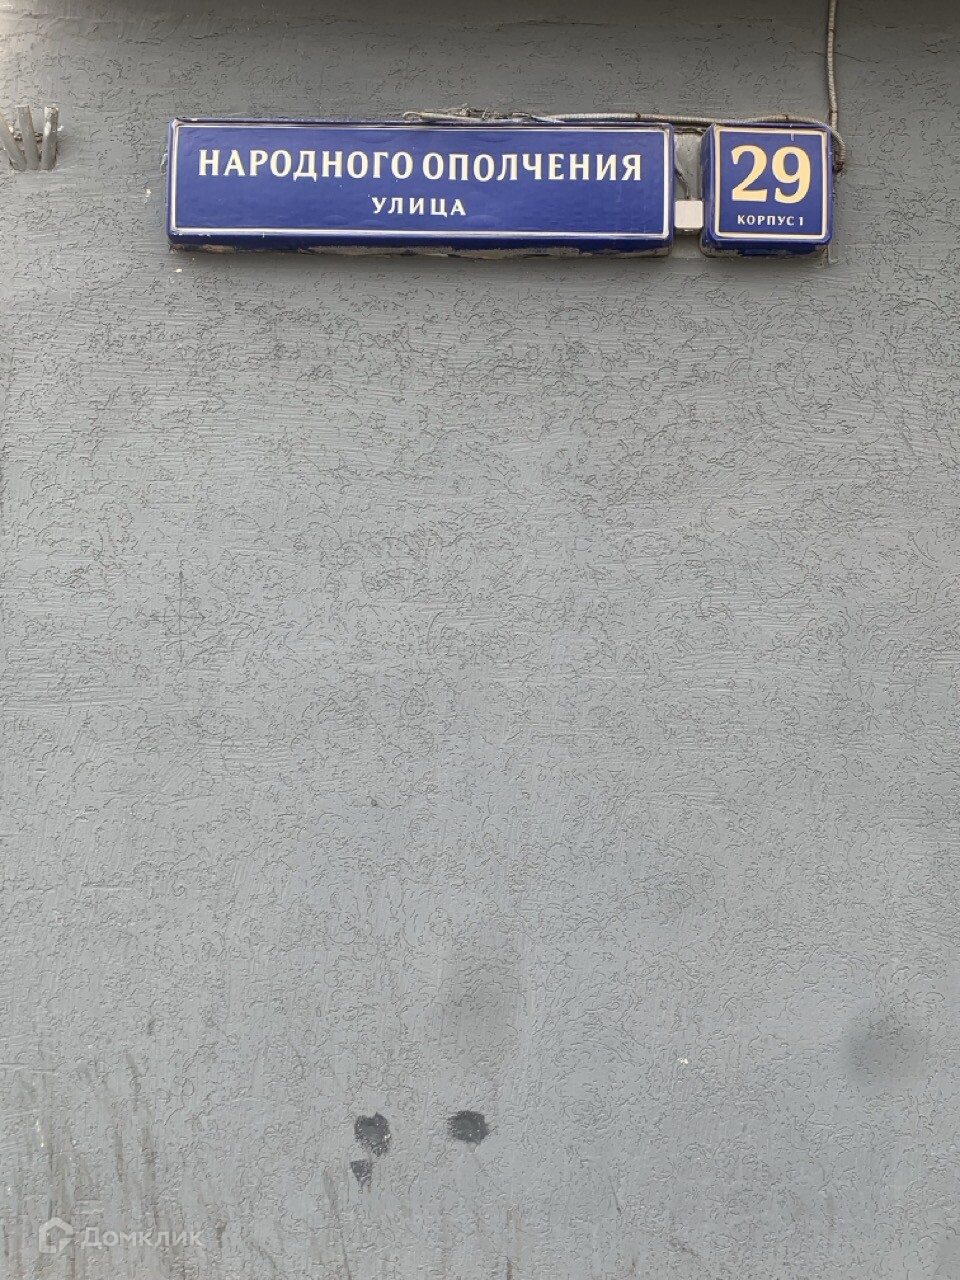 НАРОДНОГО ОПОЛЧЕНИЯ
УЛИЦА
29
КОРПУС 1
Домклик